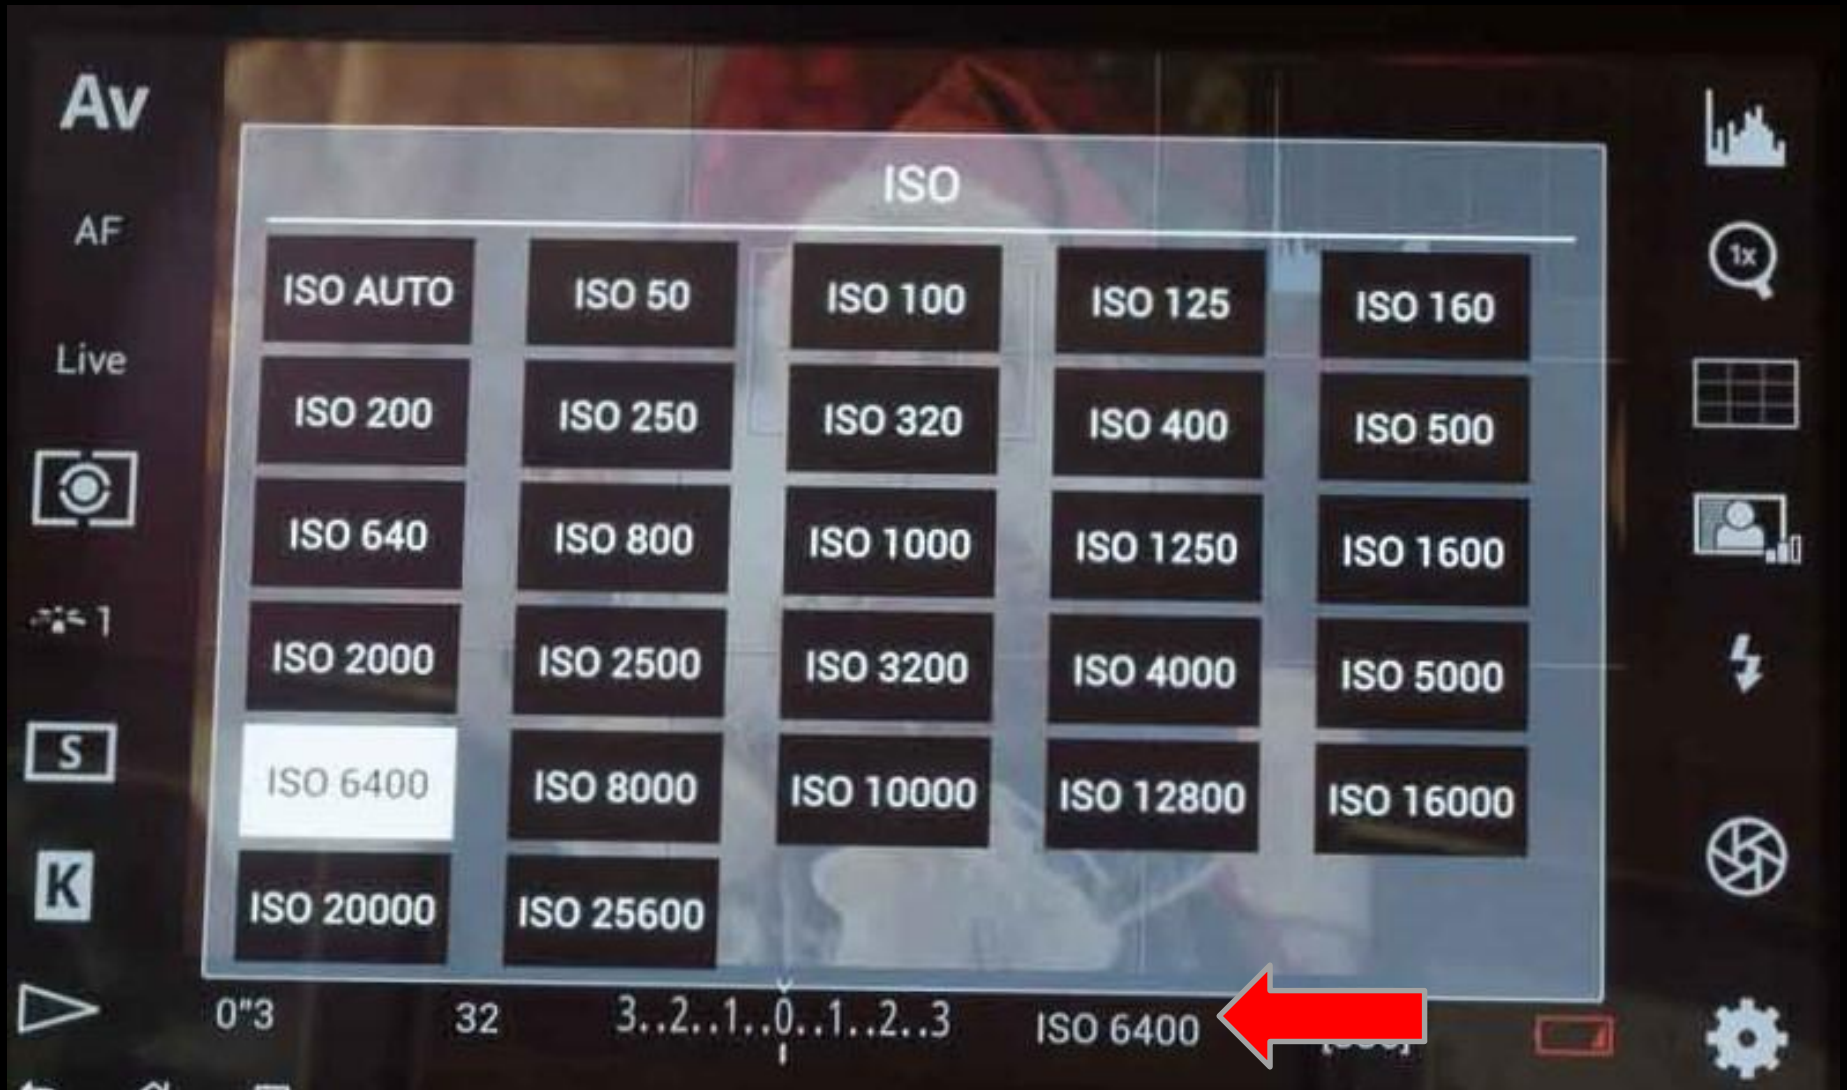 Av
ISO
AF
1x
ISO AUTO ISO 50 ISO 100 ISO 125 ISO 160
Live
ISO 200 ISO 250 ISO 320 ISO 400 ISO 500
ISO 640 ISO 800 ISO 1000 ISO 1250 ISO 1600
1
ISO 2000 ISO 2500 ISO 3200 ISO 4000 ISO 5000
S
ISO 6400 ISO 8000 ISO 10000 ISO 12800 ISO 16000
K
ISO 20000 ISO 25600
0"3 32 3..2..1..0..1..2..3 ISO 6400